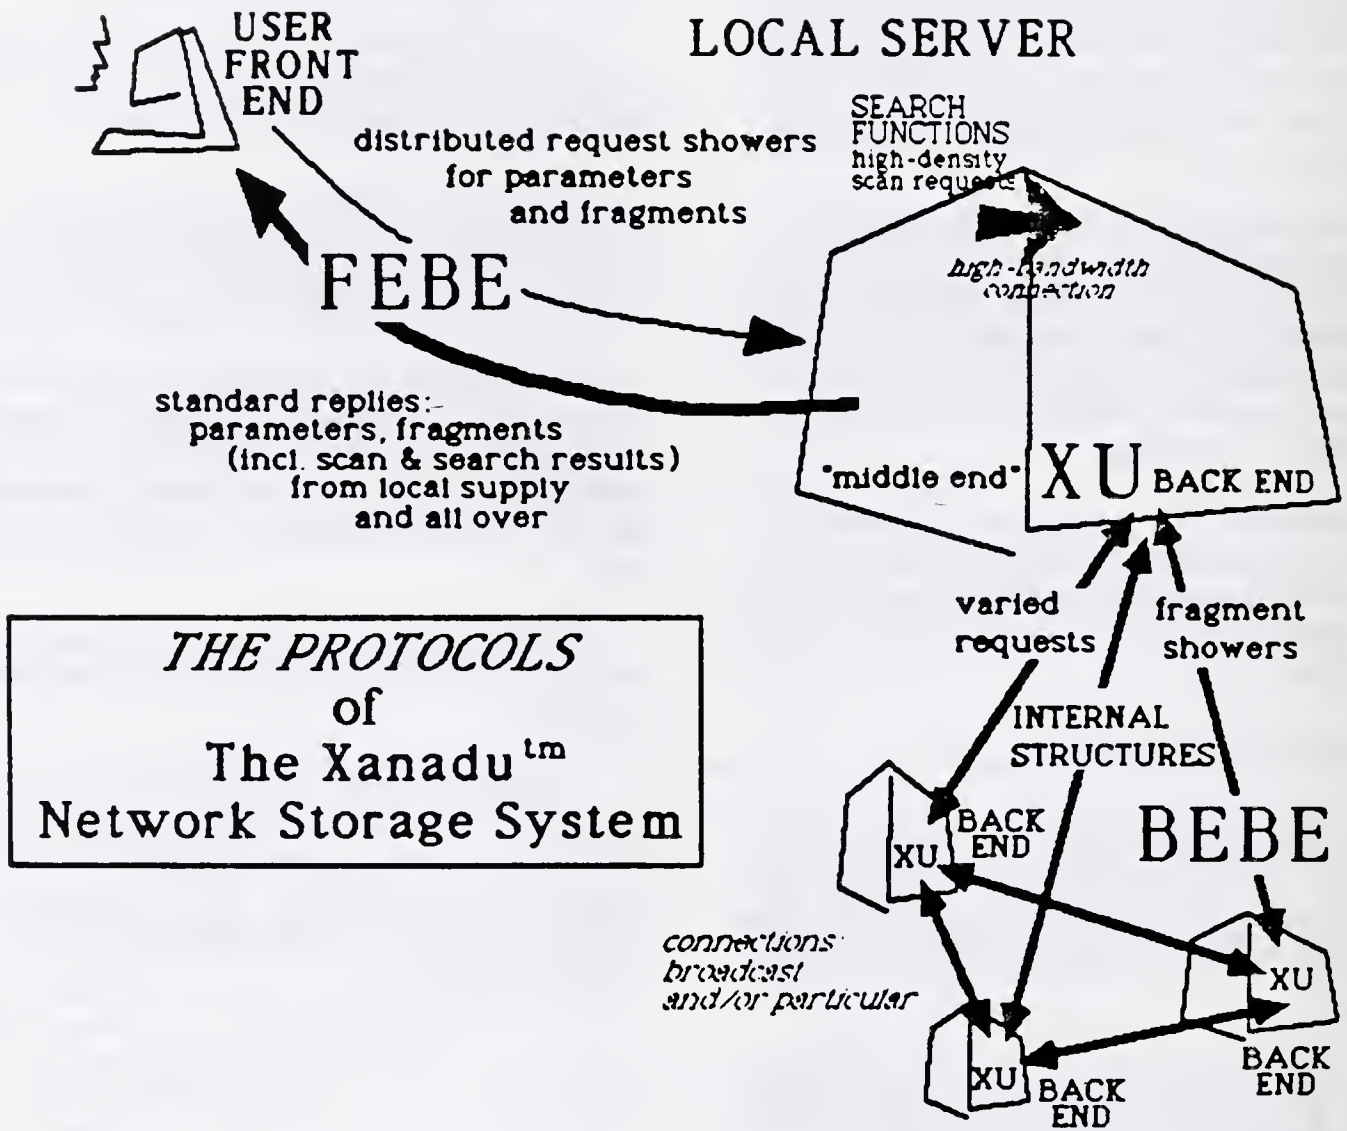 USER
FRONT
END
LOCAL SERVER
SEARCH
FUNCTIONS
high-density
scan requests
distributed request showers
for parameters
and fragments
FEBE
high-bandwidth
connection
standard replies:
parameters, fragments
(incl. scan & search results)
from local supply
and all over
"middle end"
XU BACK END
varied
requests
fragment
showers
THE PROTOCOLS
of
The Xanadu™
Network Storage System
INTERNAL
STRUCTURES
BACK
END
XU
BEBE
connections
broadcast
and/or particular
XU
BACK
END
XU
BACK
END